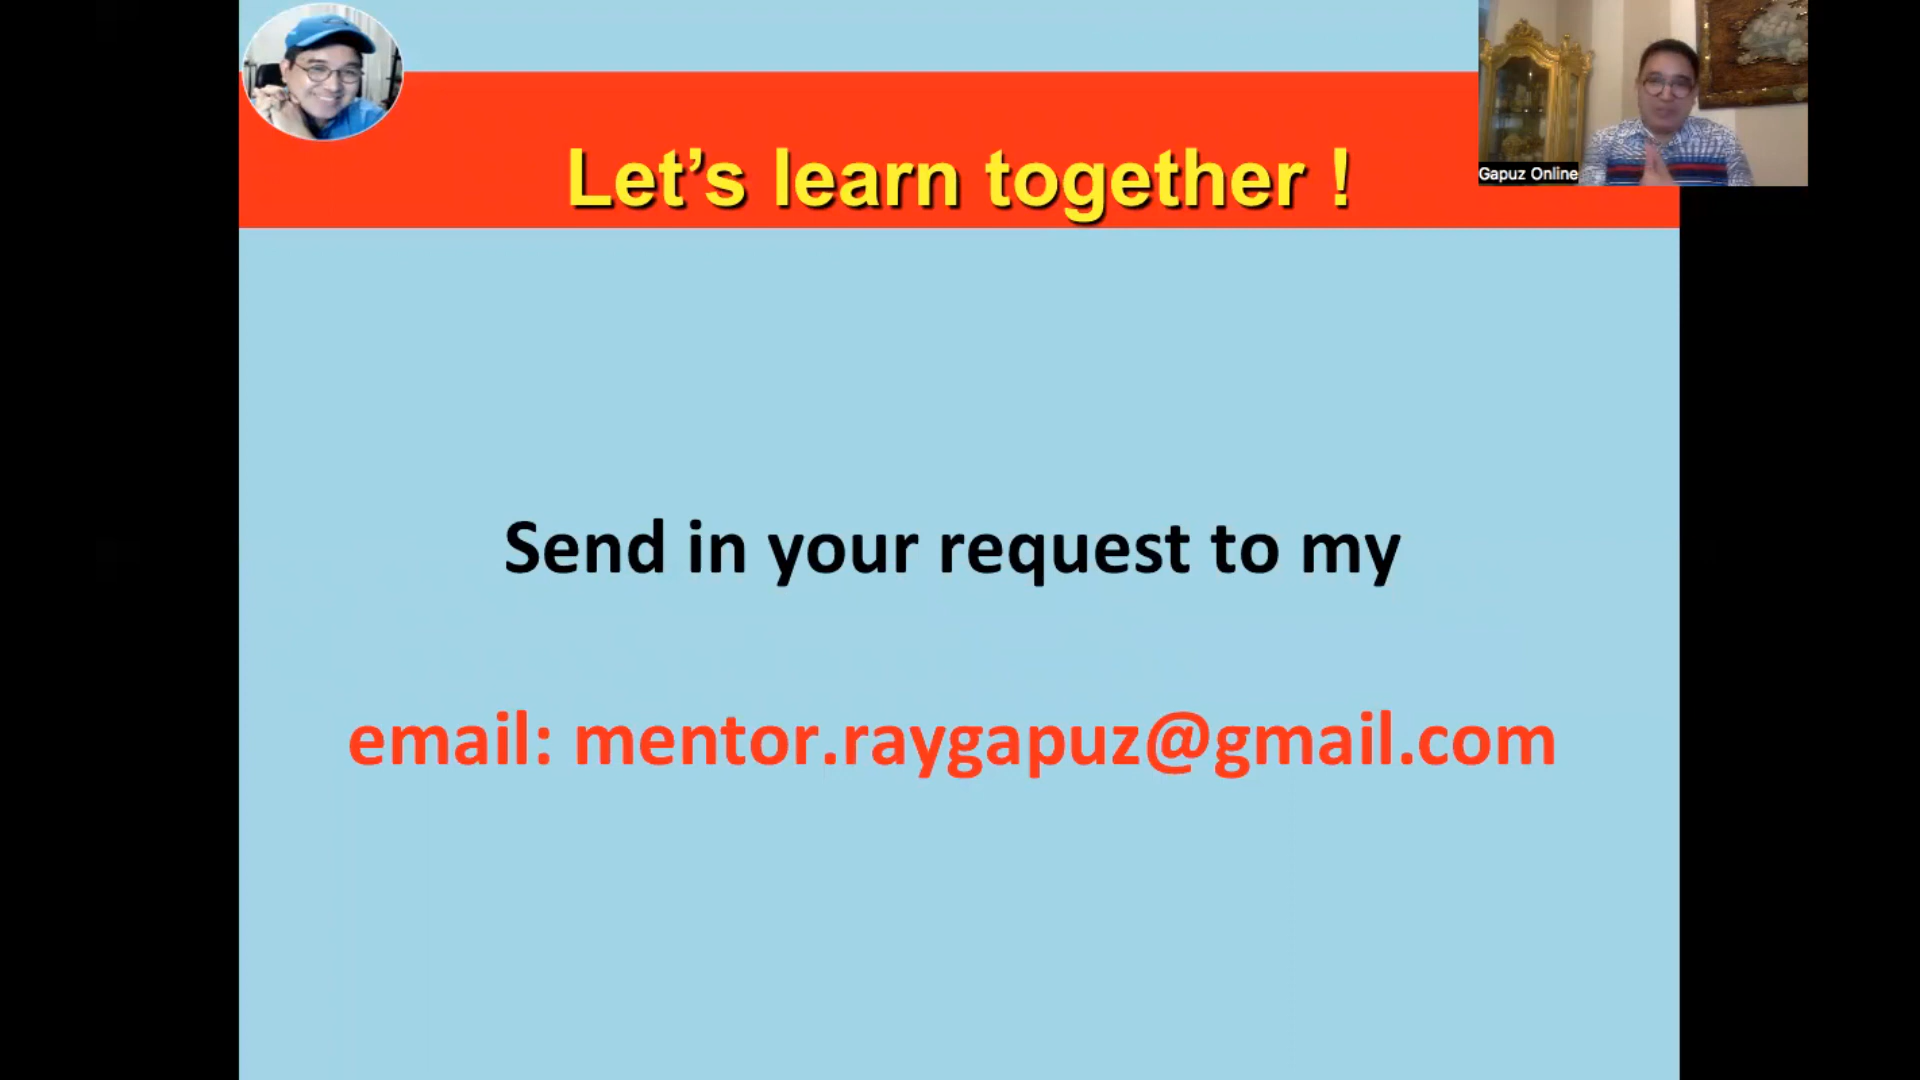 Let’s learn together !
Gapuz Online
Send in your request to my
email: mentor.raygapuz@gmail.com